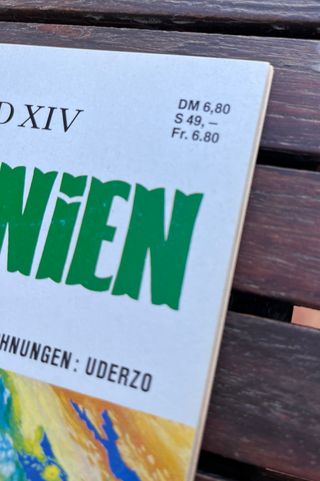 D XIV
DM 6,80
S 49,—
Fr. 6.80
NiEN
HNUNGEN: UDERZO